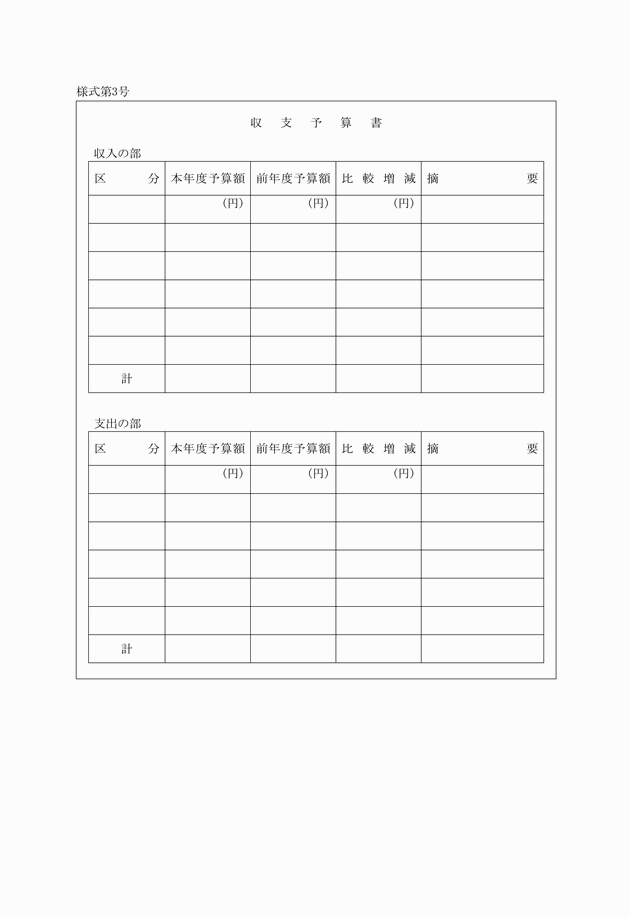 様式第3号
収支予算書
収入の部
区分 本年度予算額 前年度予算額 比較増減 摘要
(円) (円) (円)
計
支出の部
区分 本年度予算額 前年度予算額 比較増減 摘要
(円) (円) (円)
計